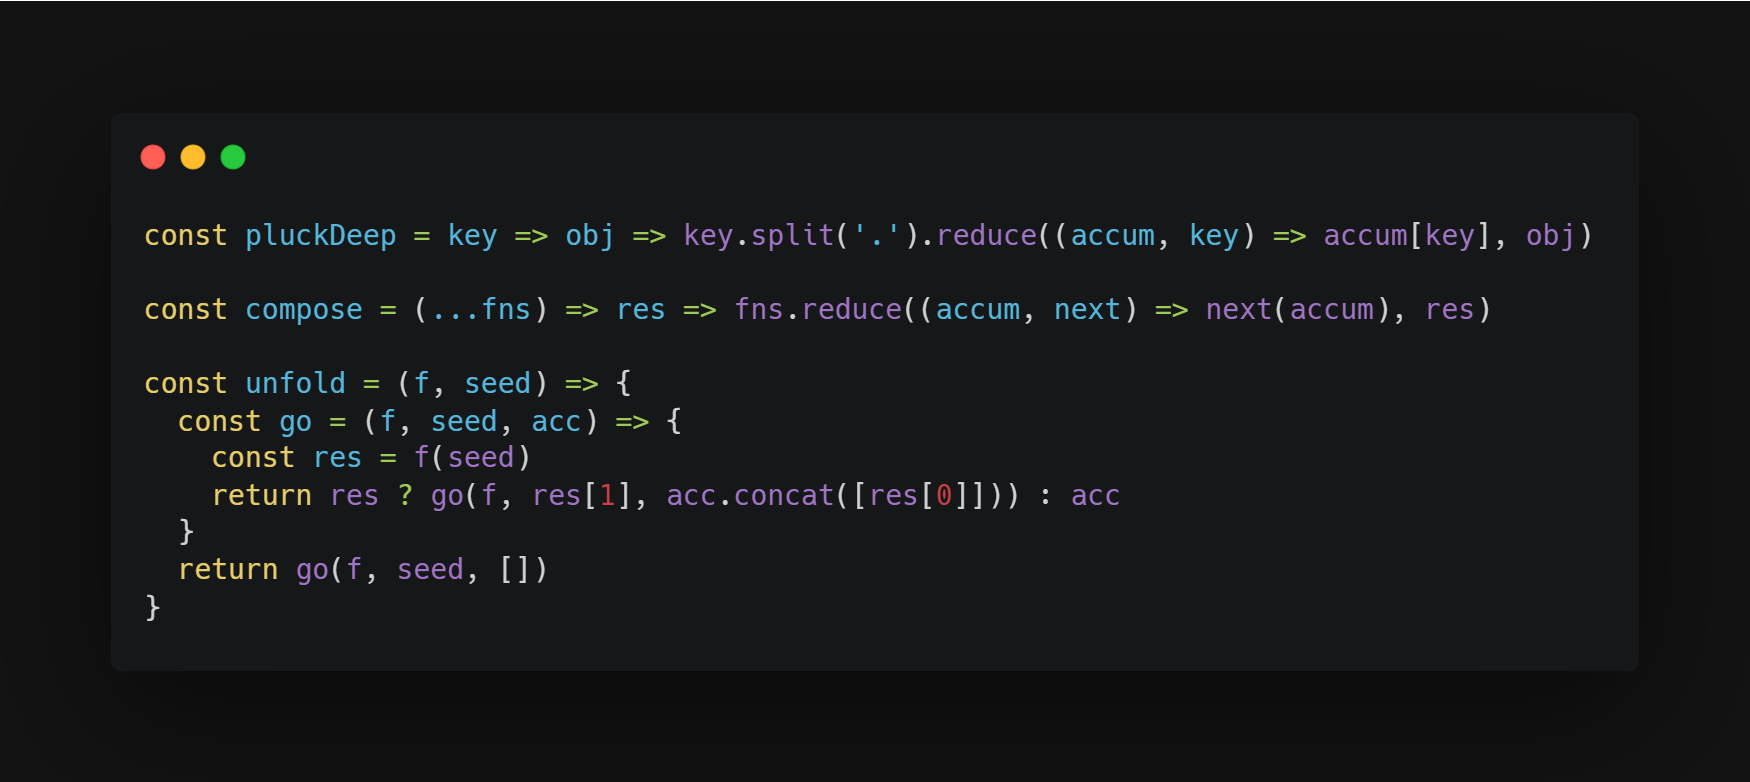 const pluckDeep = key => obj => key.split('.').reduce((accum, key) => accum[key], obj)
const compose = (...fns) => res => fns.reduce((accum, next) => next(accum), res)
const unfold = (f, seed) => {
  const go = (f, seed, acc) => {
    const res = f(seed)
    return res ? go(f, res[1], acc.concat([res[0]])) : acc
  }
  return go(f, seed, [])
}